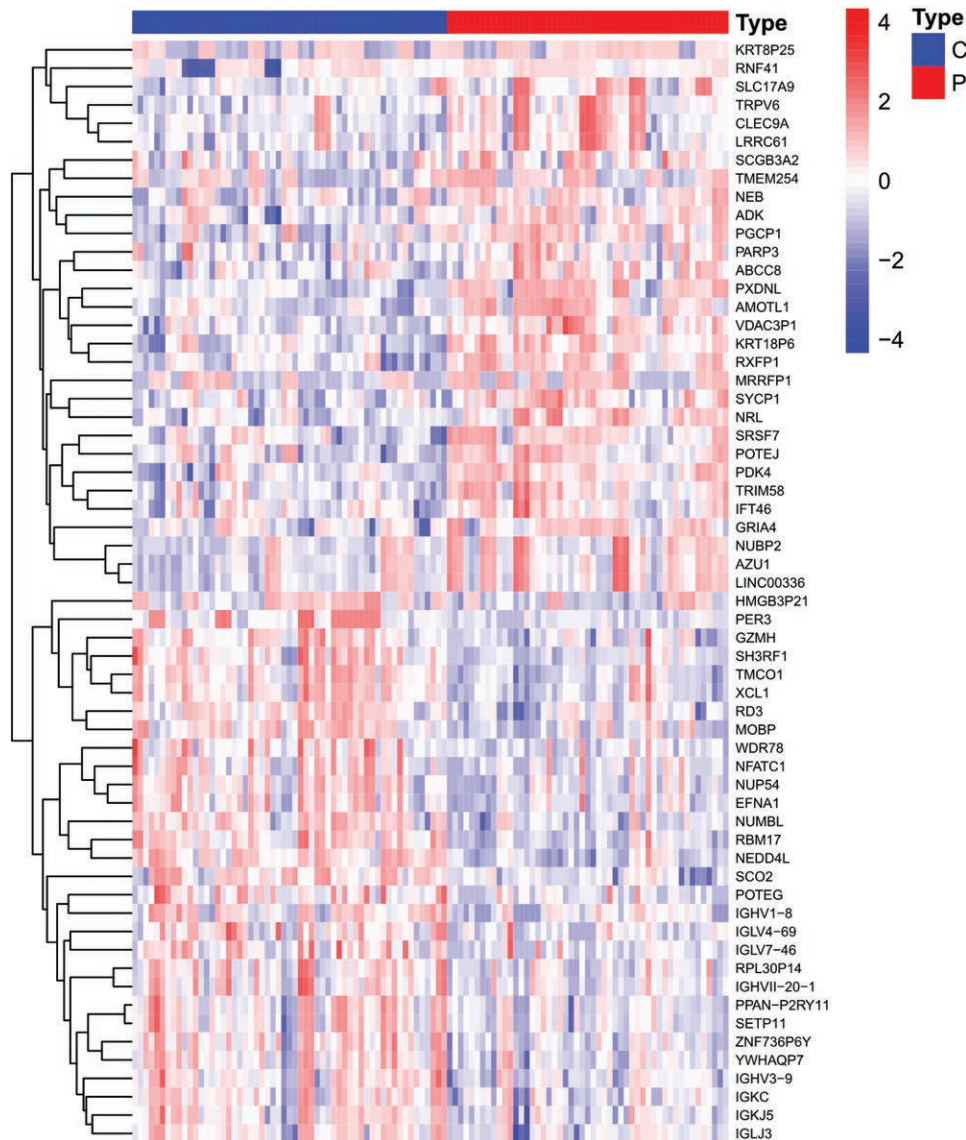 Type
KRT8P25
RNF41
SLC17A9
TRPV6
CLEC9A
LRRC61
SCGB3A2
TMEM254
NEB
ADK
PGCP1
PARP3
ABCC8
PXDNL
AMOTL1
VDAC3P1
KRT18P6
RXFP1
MRRFP1
SYCP1
NRL
SRSF7
POTEJ
PDK4
TRIM58
IFT46
GRIA4
NUBP2
AZU1
LINC00336
HMGB3P21
PER3
GZMH
SH3RF1
TMCO1
XCL1
RD3
MOBP
WDR78
NFATC1
NUP54
EFNA1
NUMBL
RBM17
NEDD4L
SCO2
POTEG
IGHV1−8
IGLV4−69
IGLV7−46
RPL30P14
IGHVII−20−1
PPAN−P2RY11
SETP11
ZNF736P6Y
YWHAQP7
IGHV3−9
IGKC
IGKJ5
IGLJ3
4
2
0
−2
−4
Type
C
P